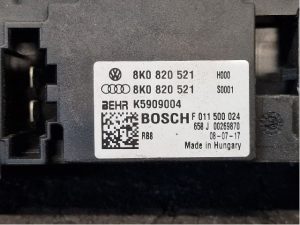 8K0 820 521 H000
8K0 820 521 S0001
BEHR K5909004
BOSCH F 011 500 024
658 J 00269870
R88 08-07-17
Made in Hungary